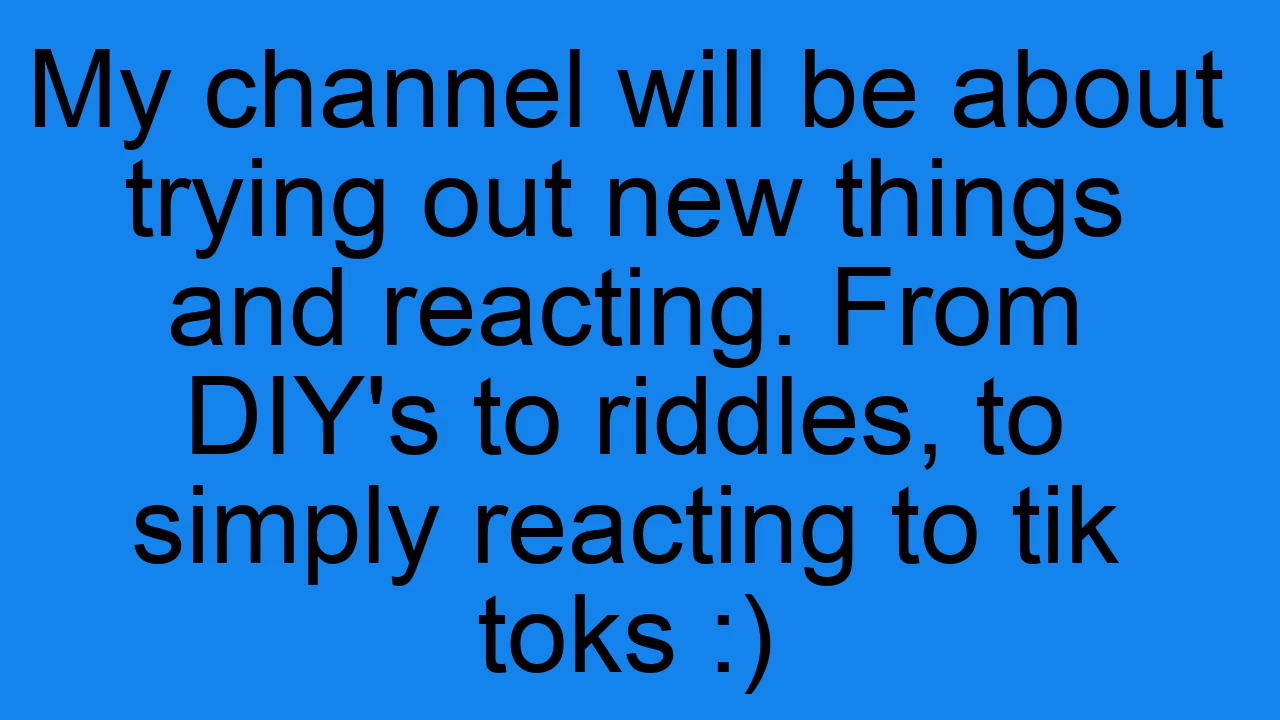 My channel will be about
trying out new things
and reacting. From
DIY's to riddles, to
simply reacting to tik
toks :)